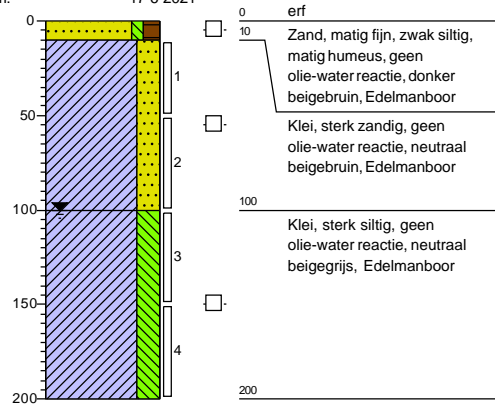 17-6-2021
0
50
100
150
200
1
2
3
4
0
erf
10
Zand, matig fijn, zwak siltig,
matig humeus, geen
olie-water reactie, donker
beigebruin, Edelmanboor
Klei, sterk zandig, geen
olie-water reactie, neutraal
beigebruin, Edelmanboor
100
Klei, sterk siltig, geen
olie-water reactie, neutraal
beigegrijs, Edelmanboor
200